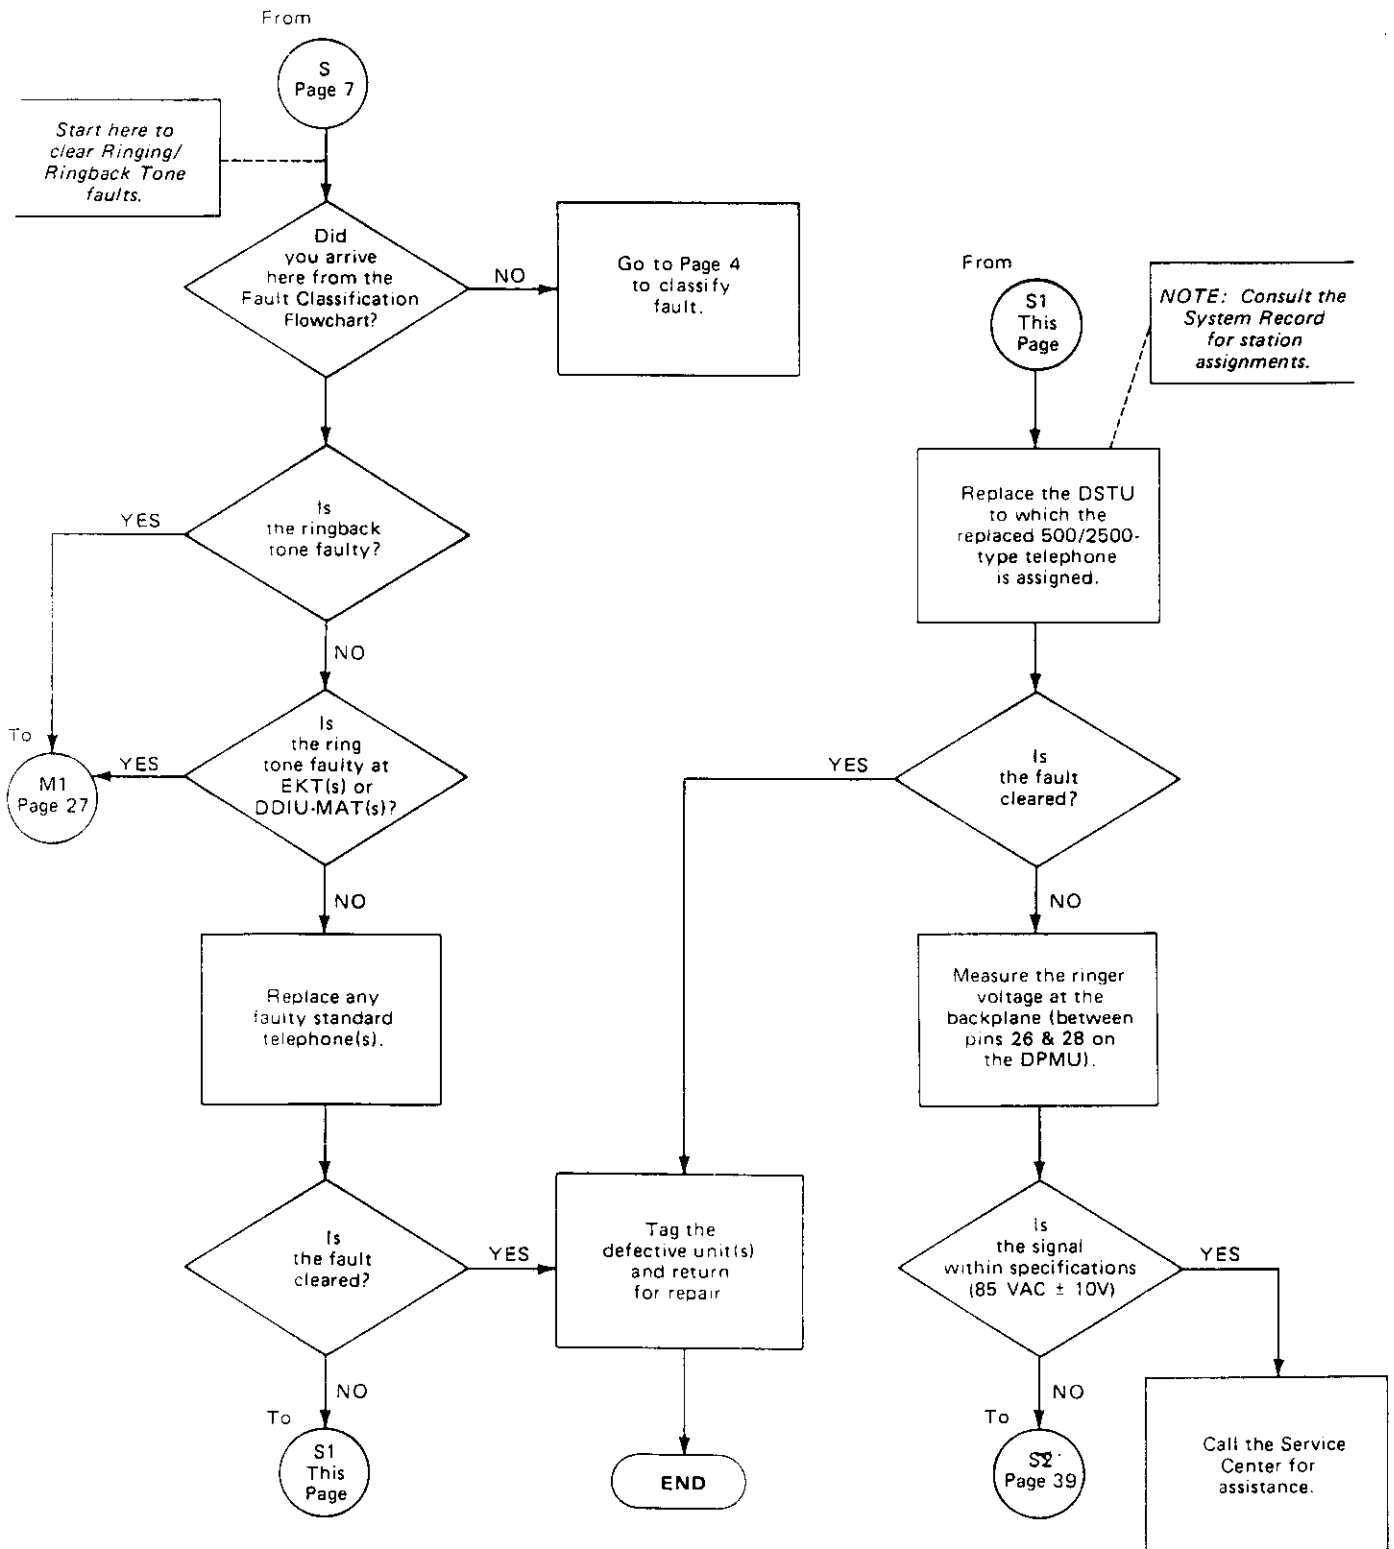 From
S
Page 7
Start here to
clear Ringing/
Ringback Tone
faults.
Did
you arrive
here from the
Fault Classification
Flowchart?
NO
Go to Page 4
to classify
fault.
Is
the ringback
tone faulty?
YES
NO
Is
the ring
tone faulty at
EKT(s) or
DDIU-MAT(s)?
YES
To
M1
Page 27
NO
Replace any
faulty standard
telephone(s).
Is
the fault
cleared?
YES
NO
To
S1
This
Page
Tag the
defective unit(s)
and return
for repair
END
From
S1
This
Page
NOTE: Consult the
System Record
for station
assignments.
Replace the DSTU
to which the
replaced 500/2500-
type telephone
is assigned.
Is
the fault
cleared?
YES
NO
Measure the ringer
voltage at the
backplane (between
pins 26 & 28 on
the DPMU).
Is
the signal
within specifications
(85 VAC ± 10V)
YES
NO
To
S2
Page 39
Call the Service
Center for
assistance.